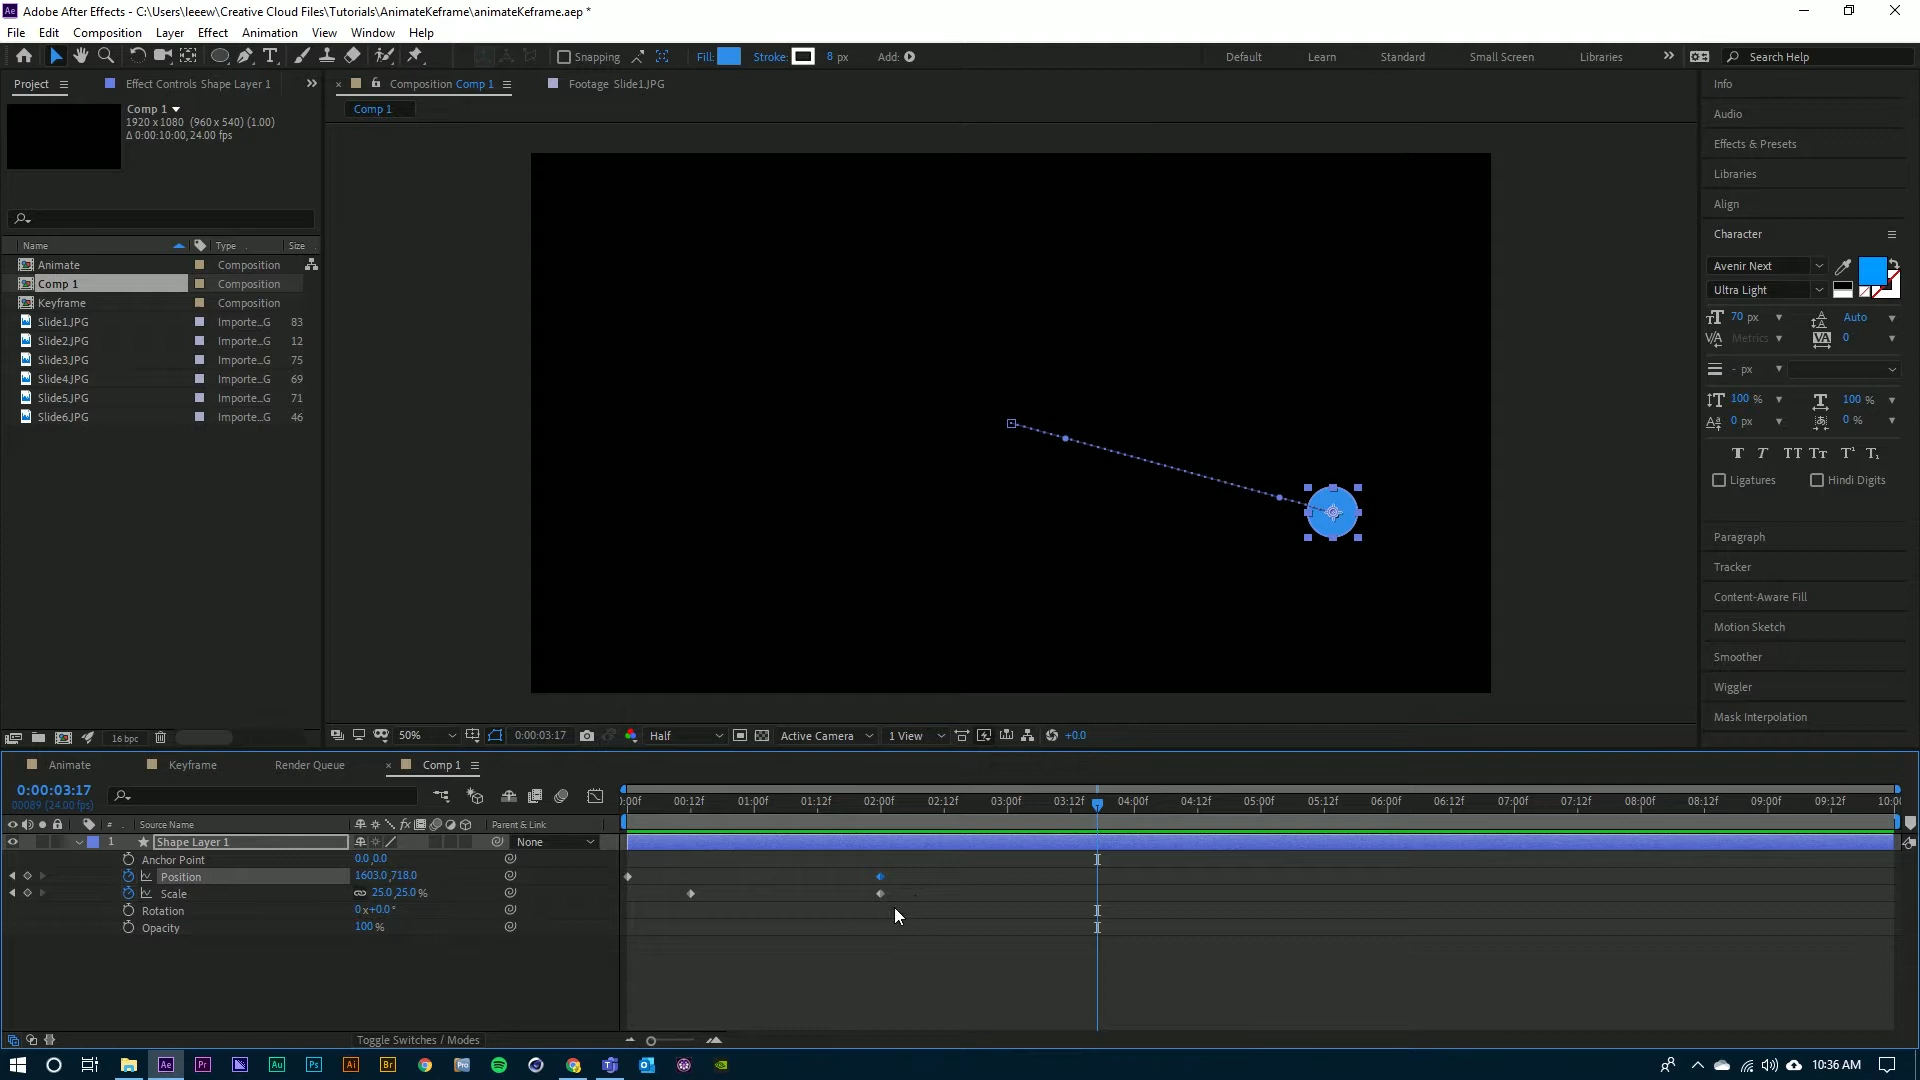 Adobe After Effects - C:\Users\leeew\Creative Cloud Files\Tutorials\AnimateKeframe\animateKeframe.aep *
File Edit Composition Layer Effect Animation View Window Help
Snapping Fill: Stroke: 8 px Add: Default Learn Standard Small Screen Libraries Search Help
Project Effect Controls Shape Layer 1 Composition Comp 1 Footage Slide1.JPG Info
Comp 1
1920 x 1080 (960 x 540) (1.00)
Δ 0:00:10:00, 24.00 fps
Comp 1
Audio
Effects & Presets
Libraries
Align
Character
Name Type Size
Animate Composition
Comp 1 Composition
Keyframe Composition
Slide1.JPG Importe...G 83
Slide2.JPG Importe...G 12
Slide3.JPG Importe...G 75
Slide4.JPG Importe...G 69
Slide5.JPG Importe...G 71
Slide6.JPG Importe...G 46
Avenir Next
Ultra Light
70 px Auto
Metrics 0
- px
100 % 100 %
0 px 0 %
Ligatures Hindi Digits
Paragraph
Tracker
Content-Aware Fill
Motion Sketch
Smoother
Wiggler
Mask Interpolation
16 bpc 50% 0:00:03:17 Half Active Camera 1 View +0.0
Animate Keyframe Render Queue Comp 1
0:00:03:17
00089 (24.00 fps)
:00f 00:12f 01:00f 01:12f 02:00f 02:12f 03:00f 03:12f 04:00f 04:12f 05:00f 05:12f 06:00f 06:12f 07:00f 07:12f 08:00f 08:12f 09:00f 09:12f 10:00
# Source Name Parent & Link
1 Shape Layer 1 None
Anchor Point 0.0,0.0
Position 1603.0,718.0
Scale 25.0,25.0 %
Rotation 0x+0.0°
Opacity 100 %
Toggle Switches / Modes
10:36 AM